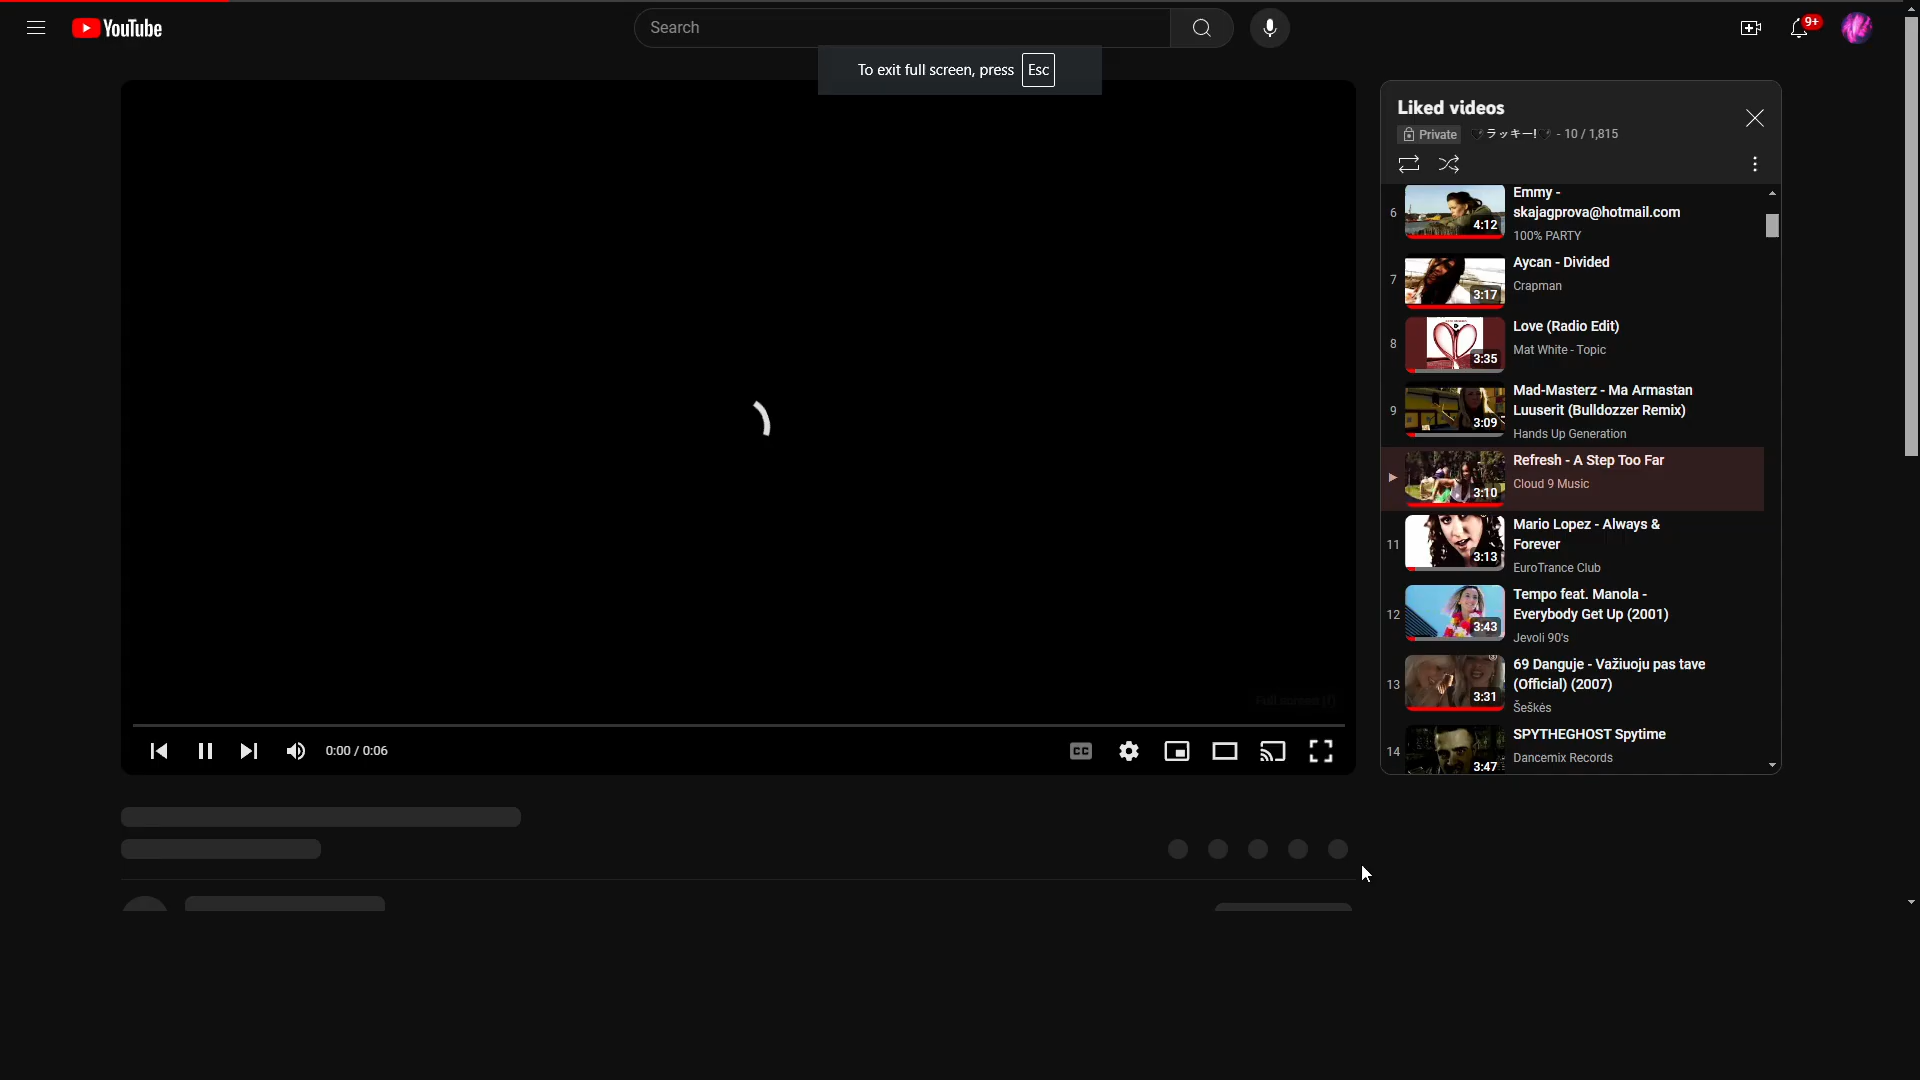 YouTube
Search
9+
To exit full screen, press Esc
Liked videos
Private ラッキー! - 10 / 1,815
6
4:12
Emmy -
skajagprova@hotmail.com
100% PARTY
7
3:17
Aycan - Divided
Crapman
8
3:35
Love (Radio Edit)
Mat White - Topic
9
3:09
Mad-Masterz - Ma Armastan
Luuserit (Bulldozzer Remix)
Hands Up Generation
3:10
Refresh - A Step Too Far
Cloud 9 Music
11
3:13
Mario Lopez - Always &
Forever
EuroTrance Club
12
3:43
Tempo feat. Manola -
Everybody Get Up (2001)
Jevoli 90's
13
3:31
69 Danguje - Važiuoju pas tave
(Official) (2007)
Šeškės
14
3:47
SPYTHEGHOST Spytime
Dancemix Records
Full screen (f)
0:00 / 0:06
CC